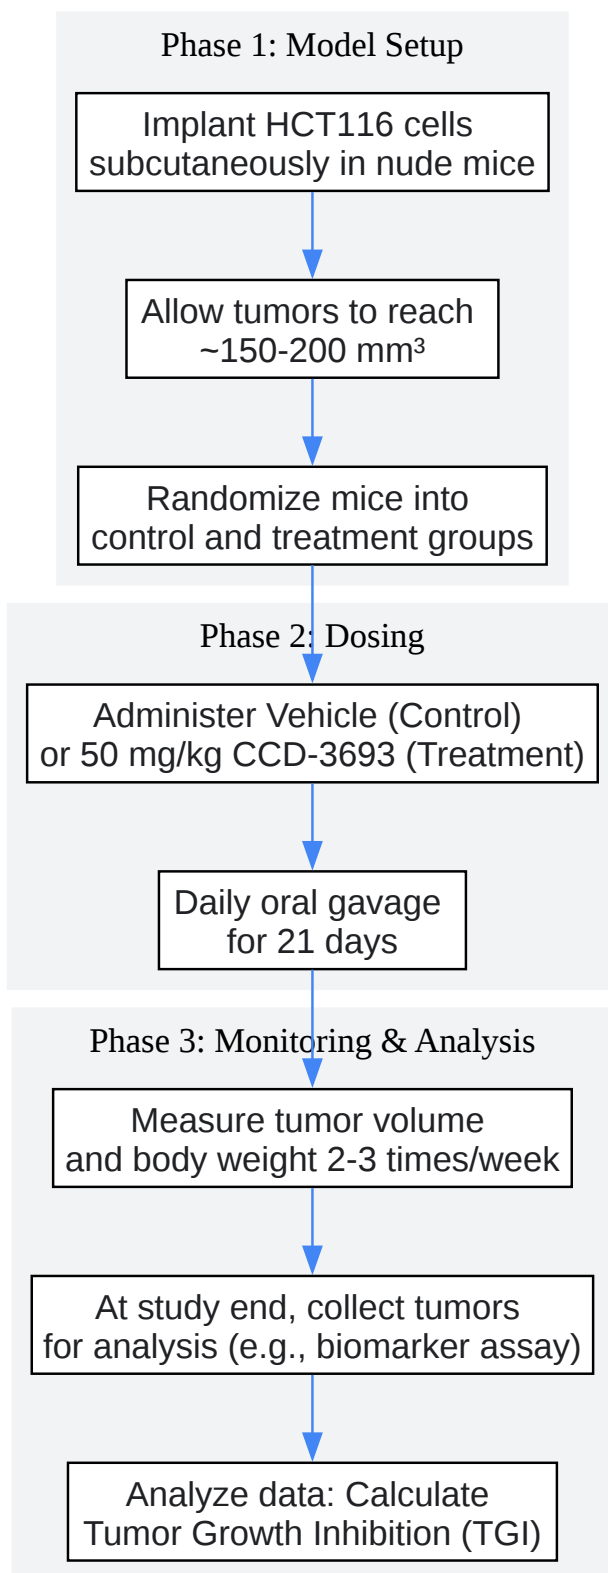 Phase 1: Model Setup
Implant HCT116 cells
subcutaneously in nude mice
Allow tumors to reach
~150-200 mm³
Randomize mice into
control and treatment groups
Phase 2: Dosing
Administer Vehicle (Control)
or 50 mg/kg CCD-3693 (Treatment)
Daily oral gavage
for 21 days
Phase 3: Monitoring & Analysis
Measure tumor volume
and body weight 2-3 times/week
At study end, collect tumors
for analysis (e.g., biomarker assay)
Analyze data: Calculate
Tumor Growth Inhibition (TGI)